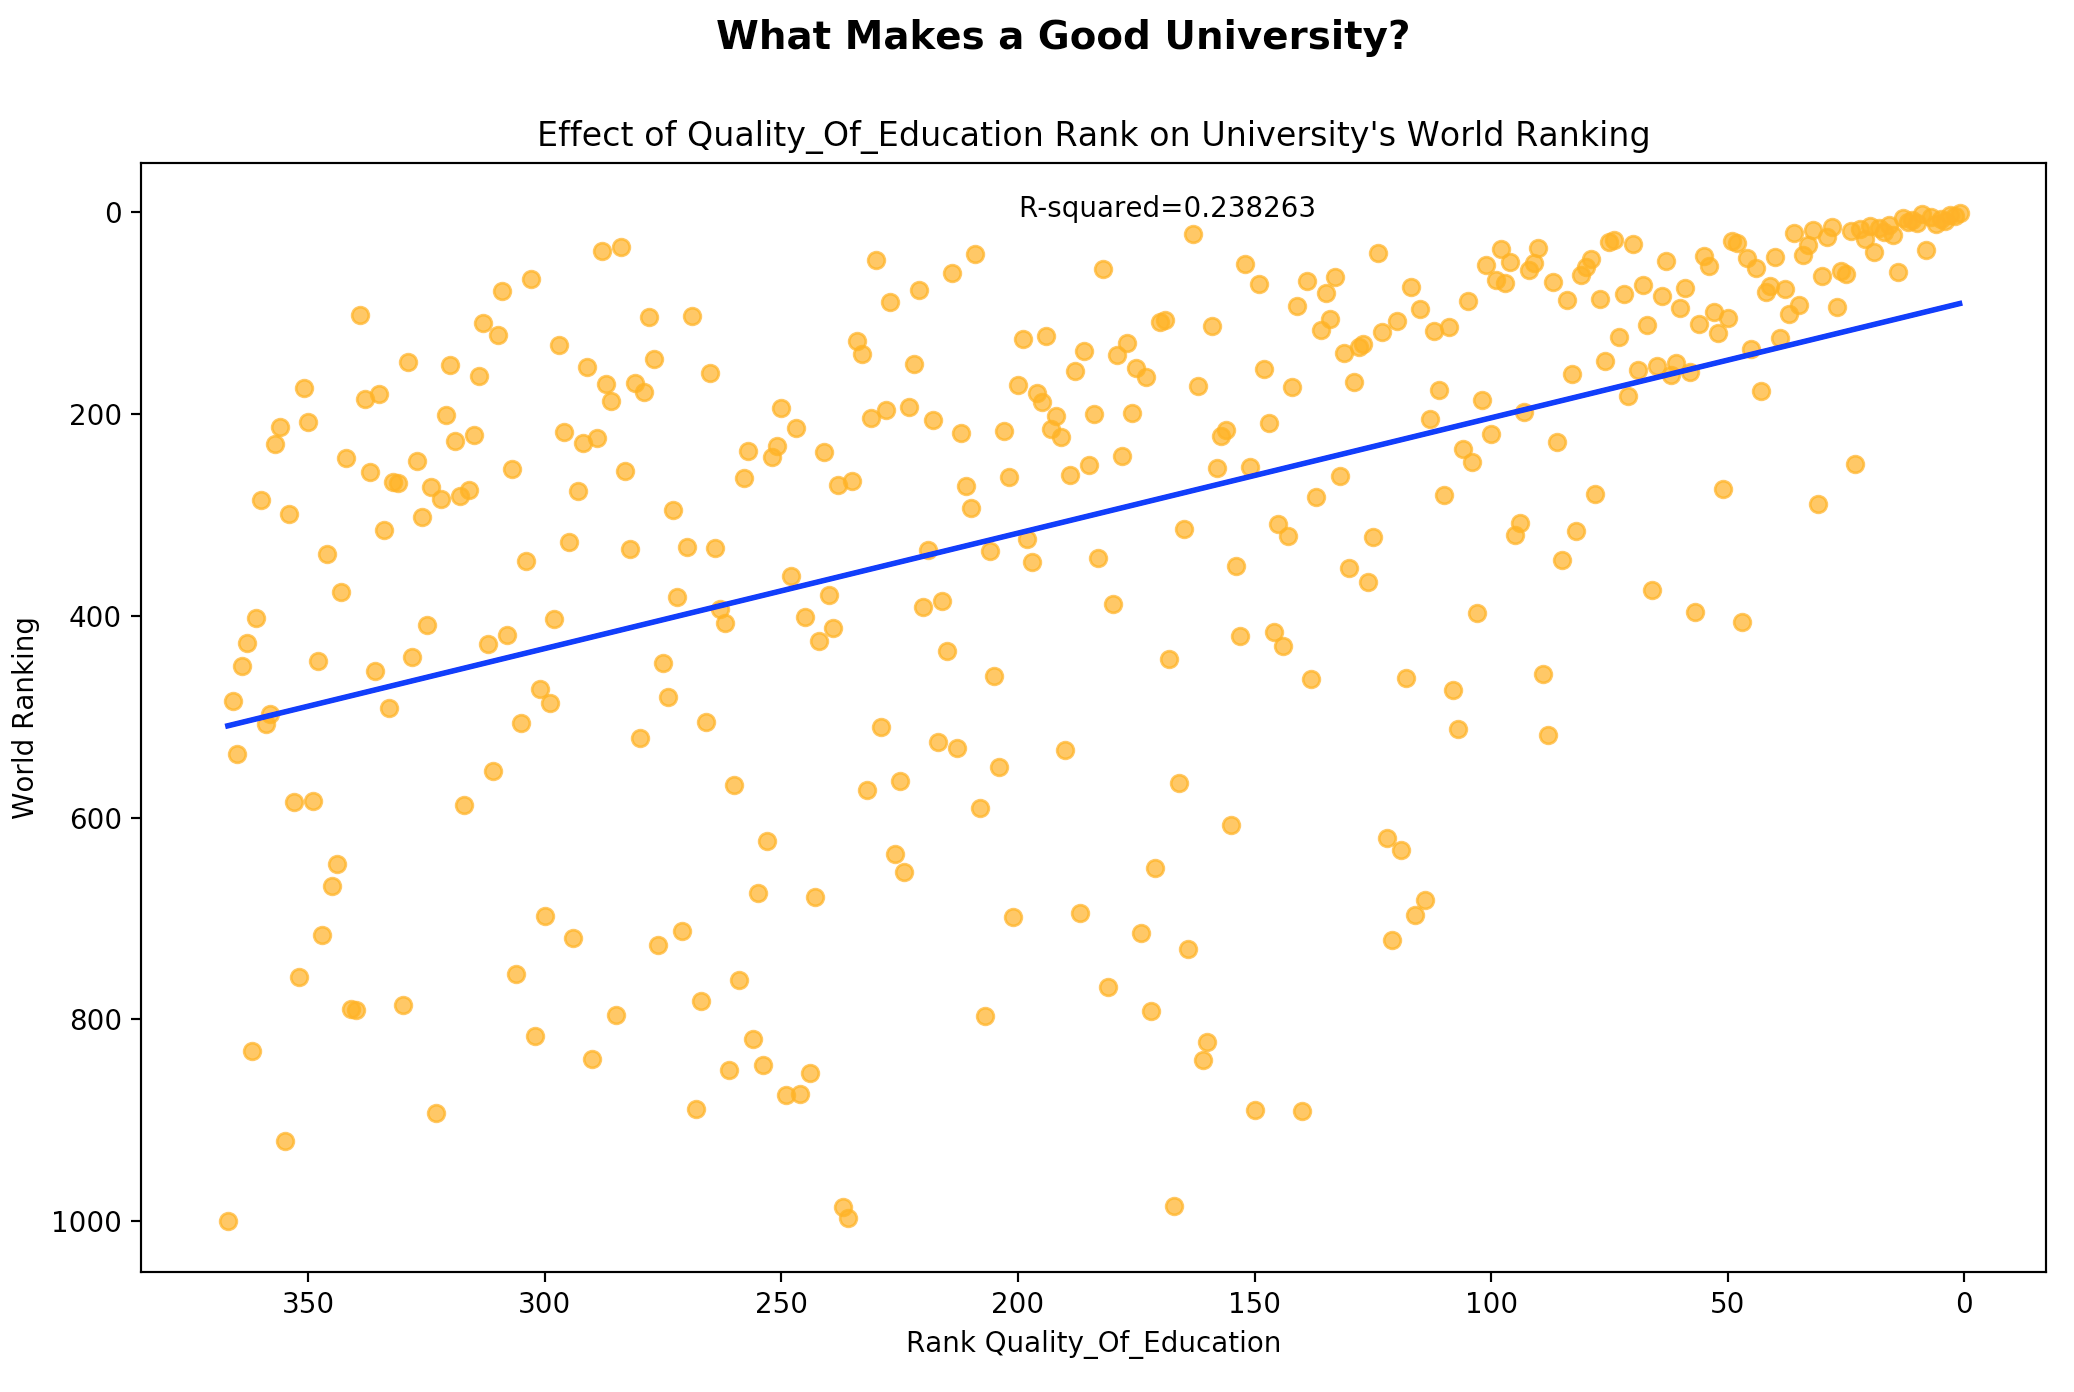 What Makes a Good University?
Effect of Quality_Of_Education Rank on University's World Ranking
R-squared=0.238263
World Ranking
0
200
400
600
800
1000
350 300 250 200 150 100 50 0
Rank Quality_Of_Education